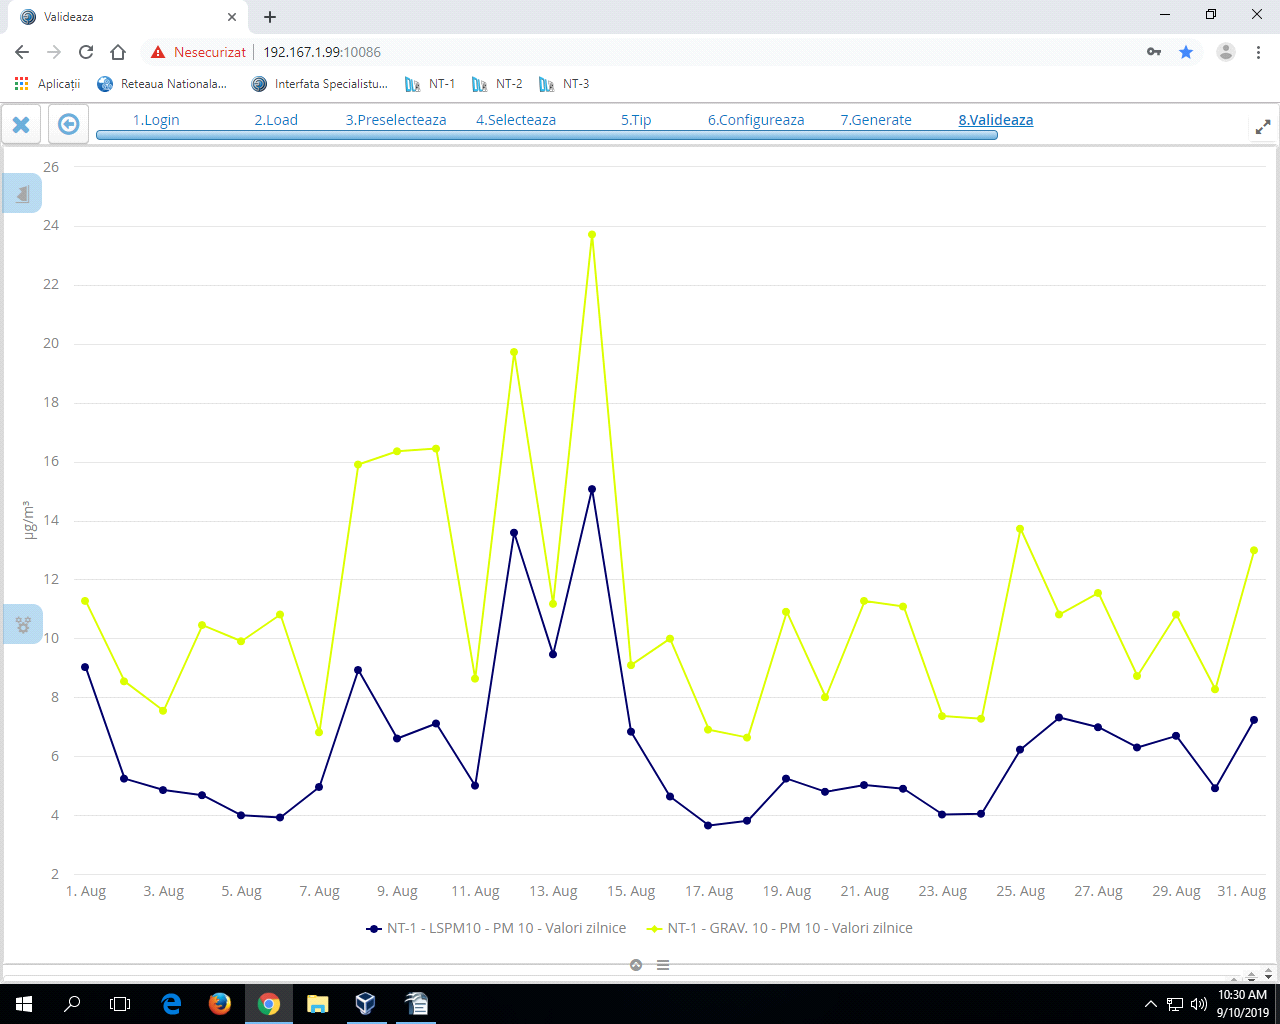 Valideaza
Nesecurizat 192.167.1.99:10086
Aplicații Reteaua Nationala... Interfata Specialistu... NT-1 NT-2 NT-3
1.Login 2.Load 3.Preselecteaza 4.Selecteaza 5.Tip 6.Configureaza 7.Generate 8.Valideaza
26
24
22
20
18
16
14
12
10
8
6
4
2
µg/m³
1. Aug 3. Aug 5. Aug 7. Aug 9. Aug 11. Aug 13. Aug 15. Aug 17. Aug 19. Aug 21. Aug 23. Aug 25. Aug 27. Aug 29. Aug 31. Aug
NT-1 - LSPM10 - PM 10 - Valori zilnice NT-1 - GRAV. 10 - PM 10 - Valori zilnice
10:30 AM
9/10/2019